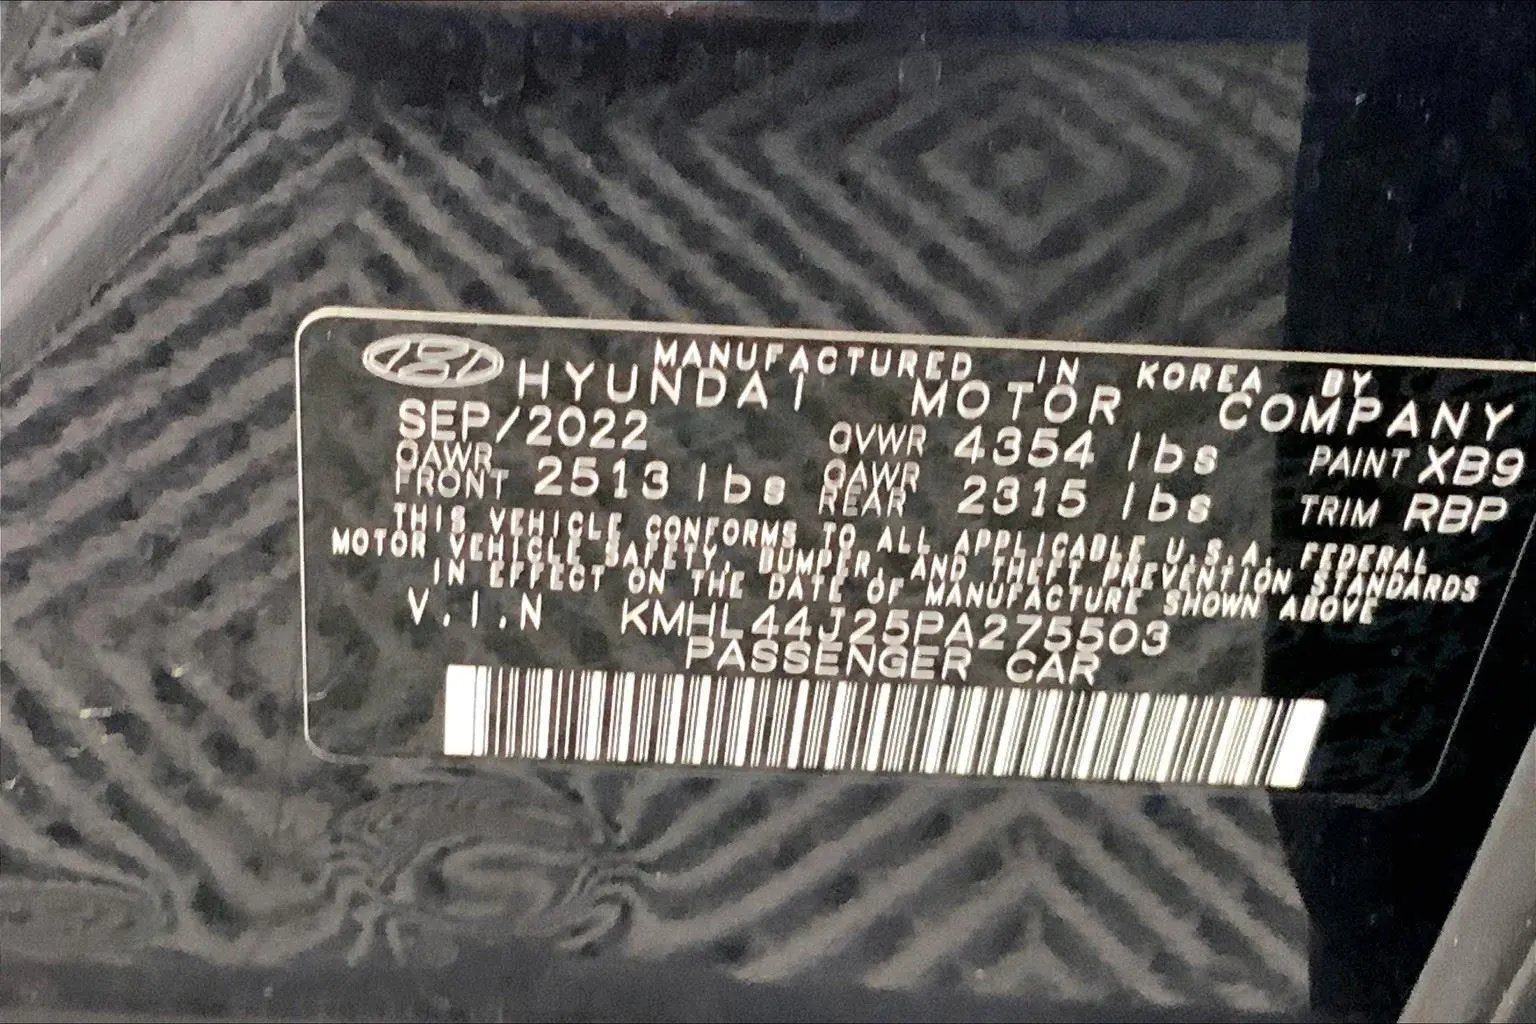 MANUFACTURED IN KOREA BY
HYUNDAI MOTOR COMPANY
SEP/2022 GVWR 4354 lbs PAINT XB9
GAWR FRONT 2513 lbs GAWR REAR 2315 lbs TRIM RBP
THIS VEHICLE CONFORMS TO ALL APPLICABLE U.S.A. FEDERAL
MOTOR VEHICLE SAFETY, BUMPER, AND THEFT PREVENTION STANDARDS
IN EFFECT ON THE DATE OF MANUFACTURE SHOWN ABOVE
V.I.N KMHL44J25PA275503
PASSENGER CAR